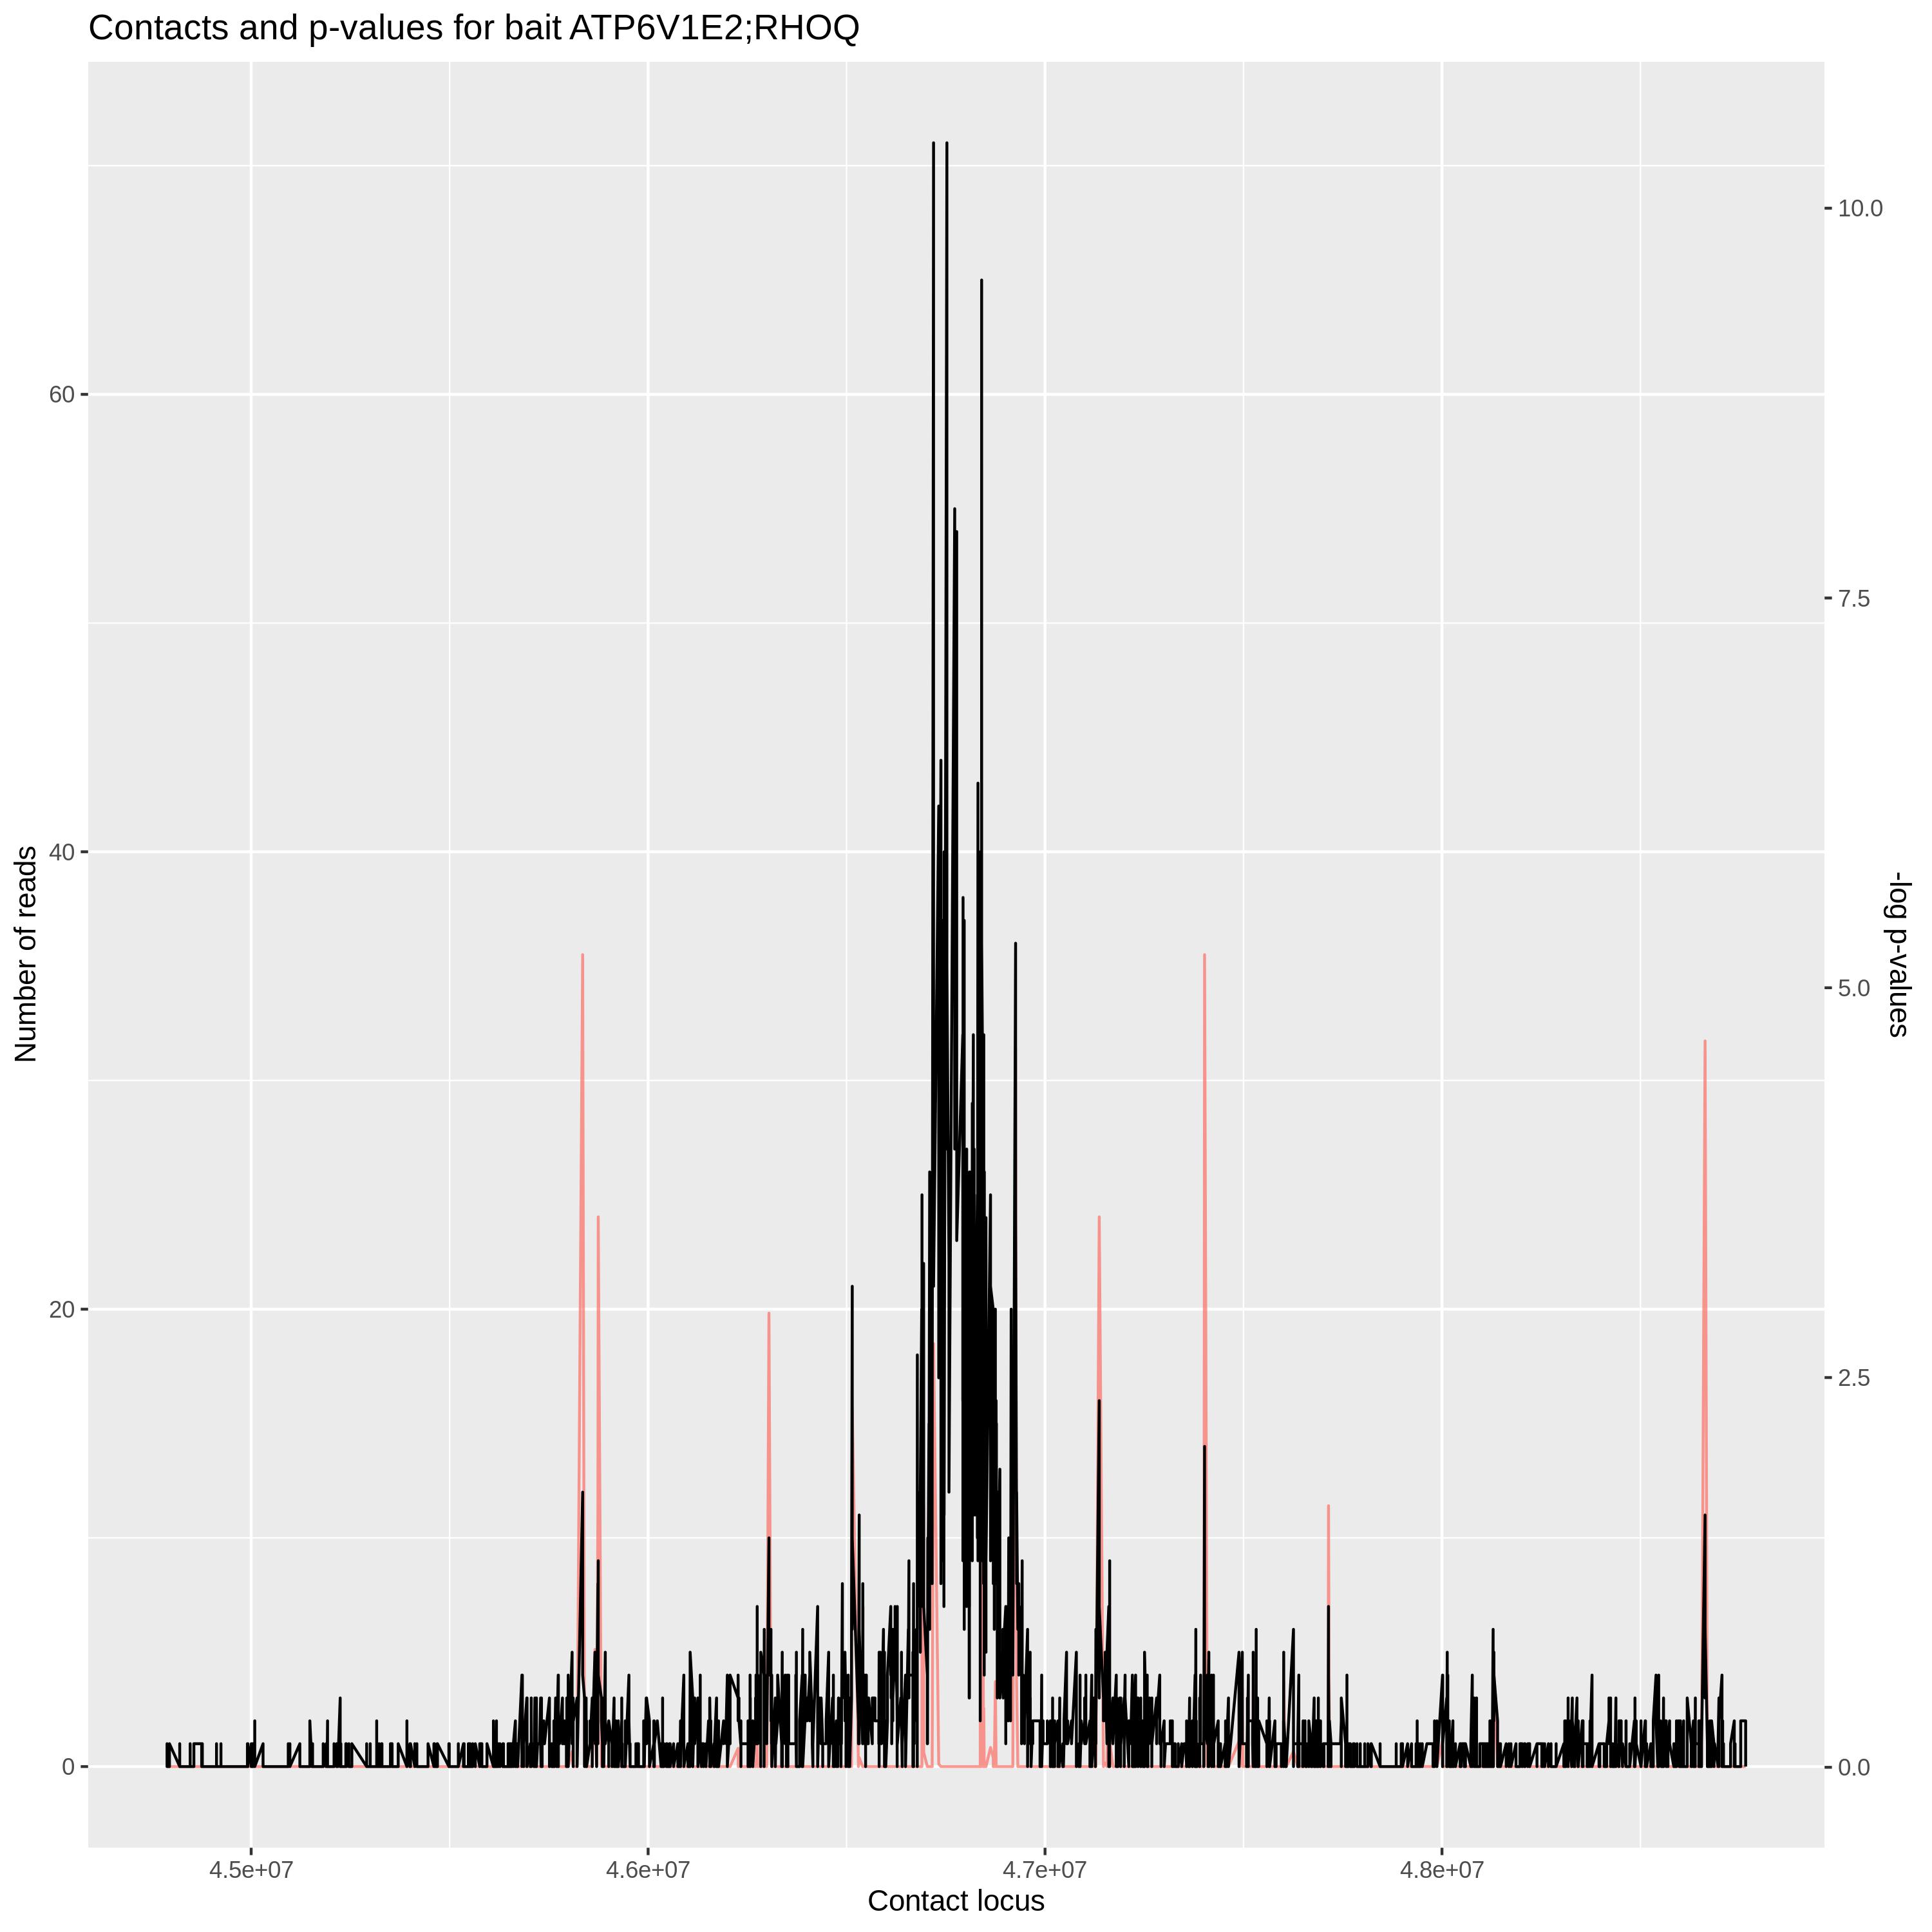 Contacts and p-values for bait ATP6V1E2;RHOQ
Number of reads
60
40
20
0
10.0
7.5
5.0
2.5
0.0
-log p-values
4.5e+07
4.6e+07
4.7e+07
4.8e+07
Contact locus